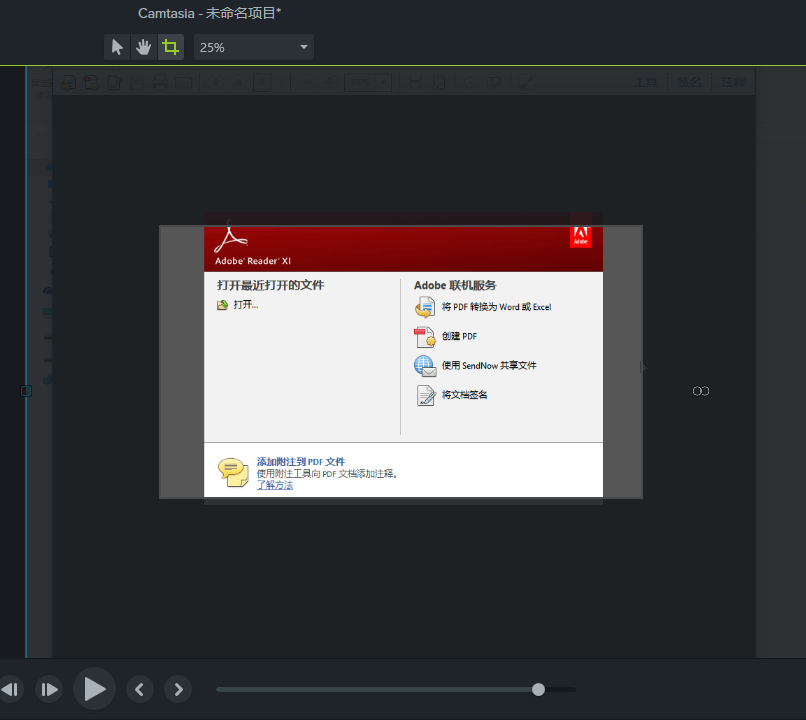 Camtasia - 未命名项目*
25%
工具
签名
注释
Adobe
Adobe® Reader® XI
打开最近打开的文件
打开...
Adobe 联机服务
将 PDF 转换为 Word 或 Excel
创建 PDF
使用 SendNow 共享文件
将文档签名
添加附注到 PDF 文件
使用附注工具向 PDF 文档添加注释。
了解方法